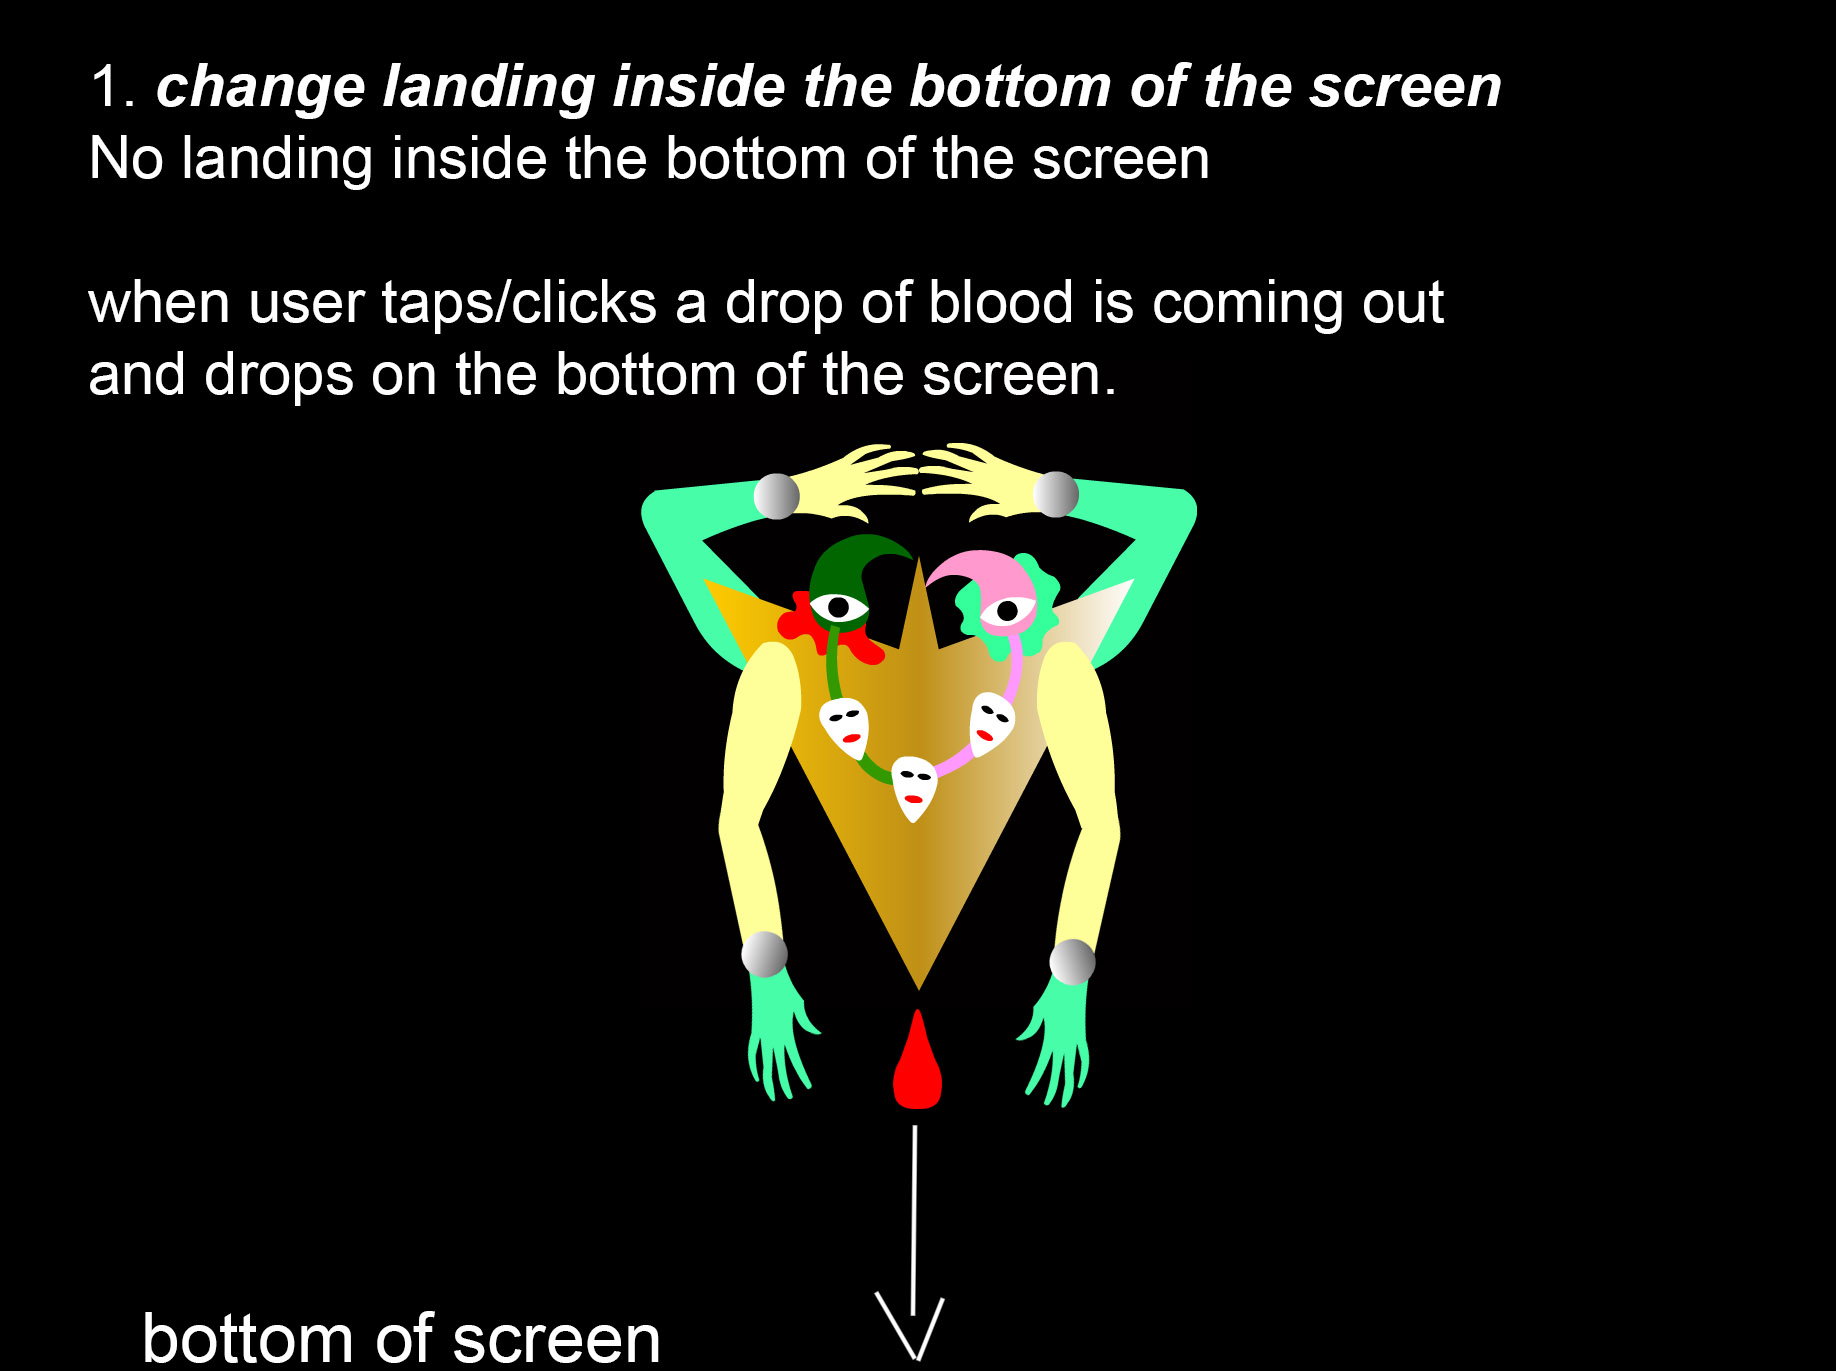 1. change landing inside the bottom of the screen
No landing inside the bottom of the screen
when user taps/clicks a drop of blood is coming out
and drops on the bottom of the screen.
bottom of screen